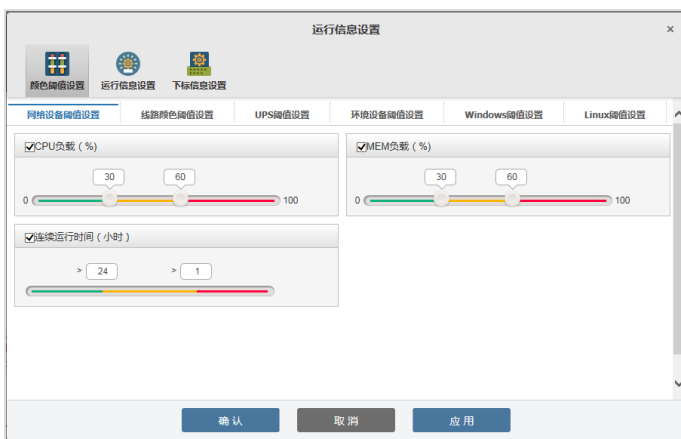 运行信息设置 ×
颜色阈值设置 运行信息设置 下标信息设置
网络设备阈值设置 线路颜色阈值设置 UPS阈值设置 环境设备阈值设置 Windows阈值设置 Linux阈值设置
CPU负载（%） MEM负载（%）
30 60 30 60
0 100 0 100
连续运行时间（小时）
> 24 > 1
确认 取消 应用